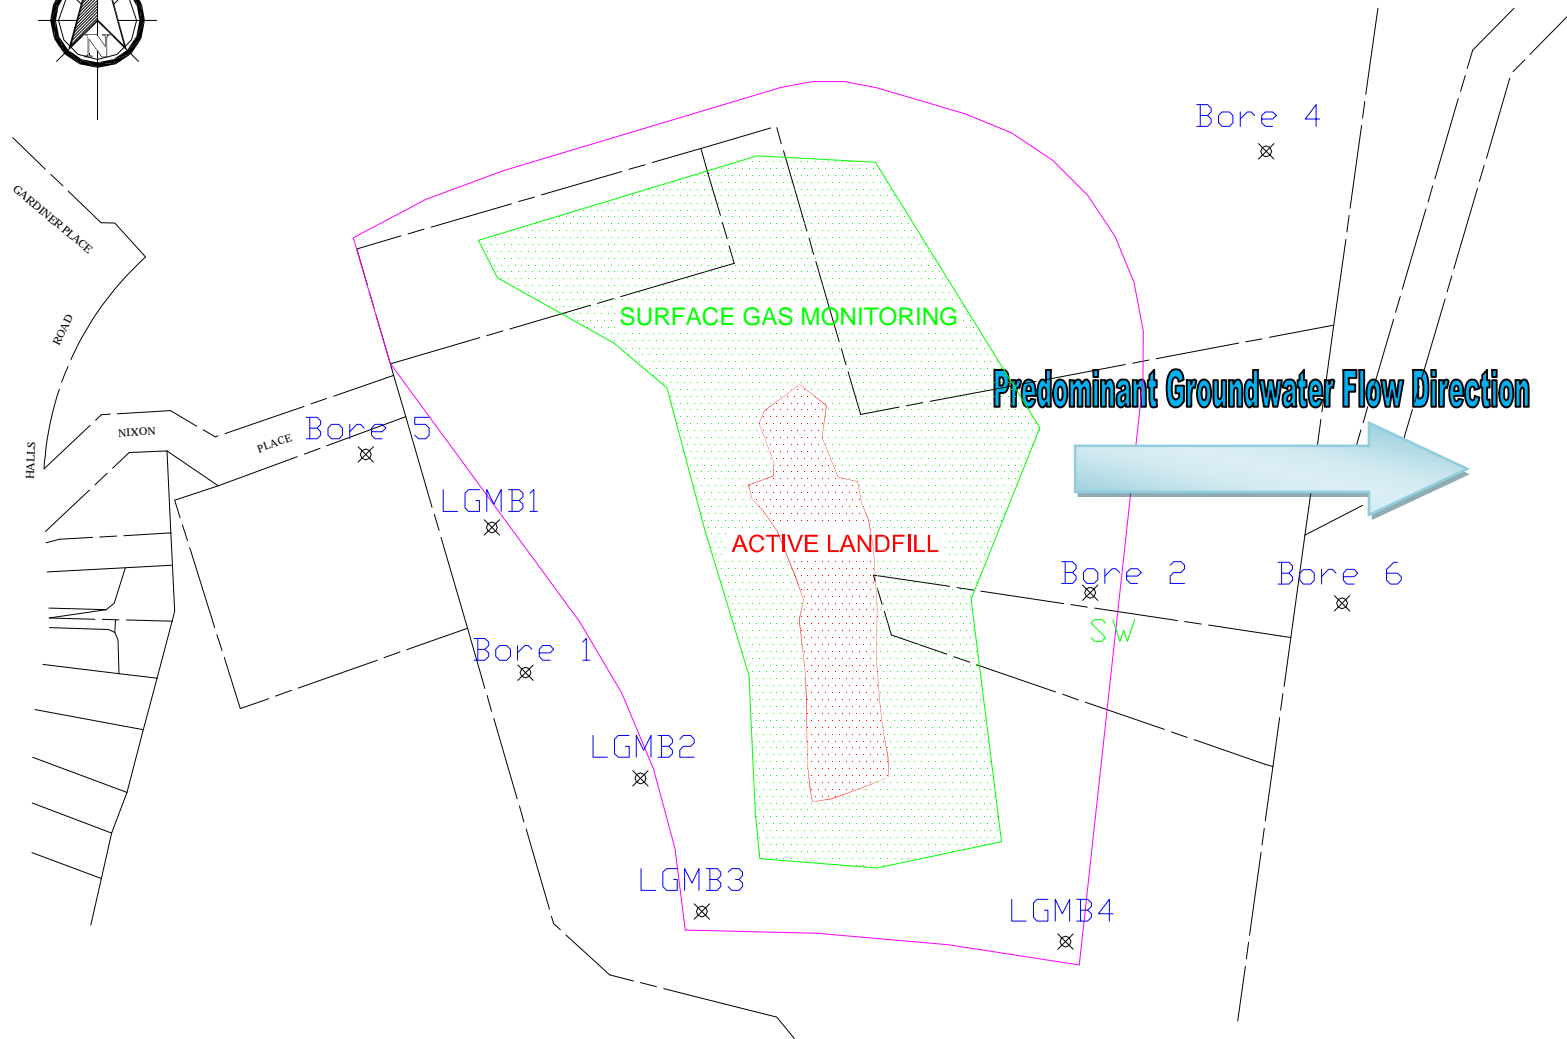 N
Bore 4
GARDINER PLACE
SURFACE GAS MONITORING
ROAD
Predominant Groundwater Flow Direction
HALLS
NIXON
PLACE
Bore 5
LGMB1
ACTIVE LANDFILL
Bore 2
Bore 6
SW
Bore 1
LGMB2
LGMB3
LGMB4